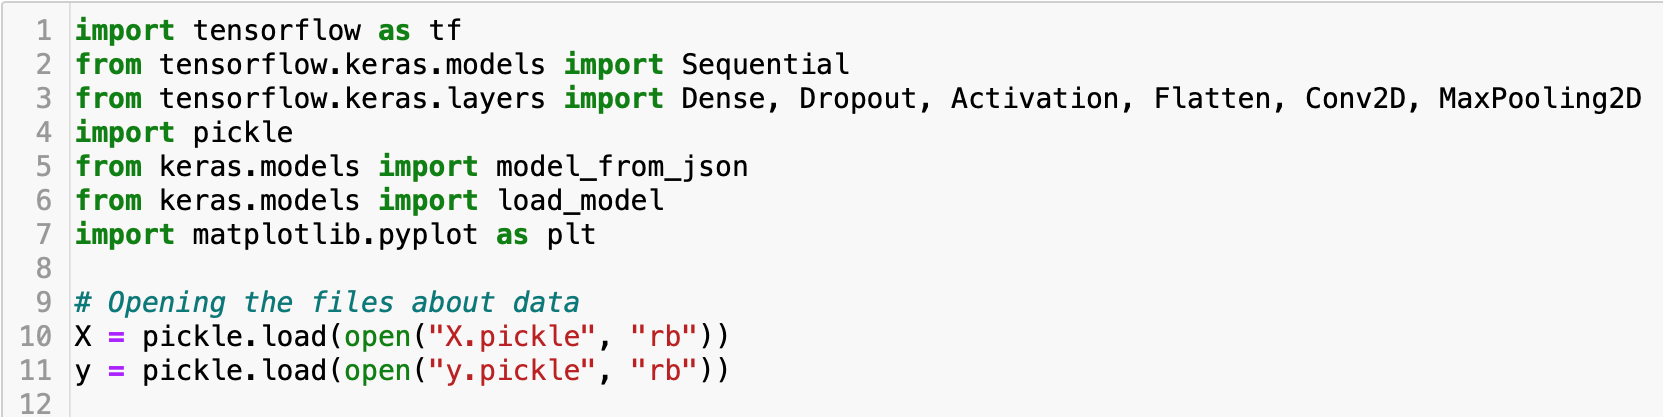 1 import tensorflow as tf
2 from tensorflow.keras.models import Sequential
3 from tensorflow.keras.layers import Dense, Dropout, Activation, Flatten, Conv2D, MaxPooling2D
4 import pickle
5 from keras.models import model_from_json
6 from keras.models import load_model
7 import matplotlib.pyplot as plt
8
9 # Opening the files about data
10 X = pickle.load(open("X.pickle", "rb"))
11 y = pickle.load(open("y.pickle", "rb"))
12